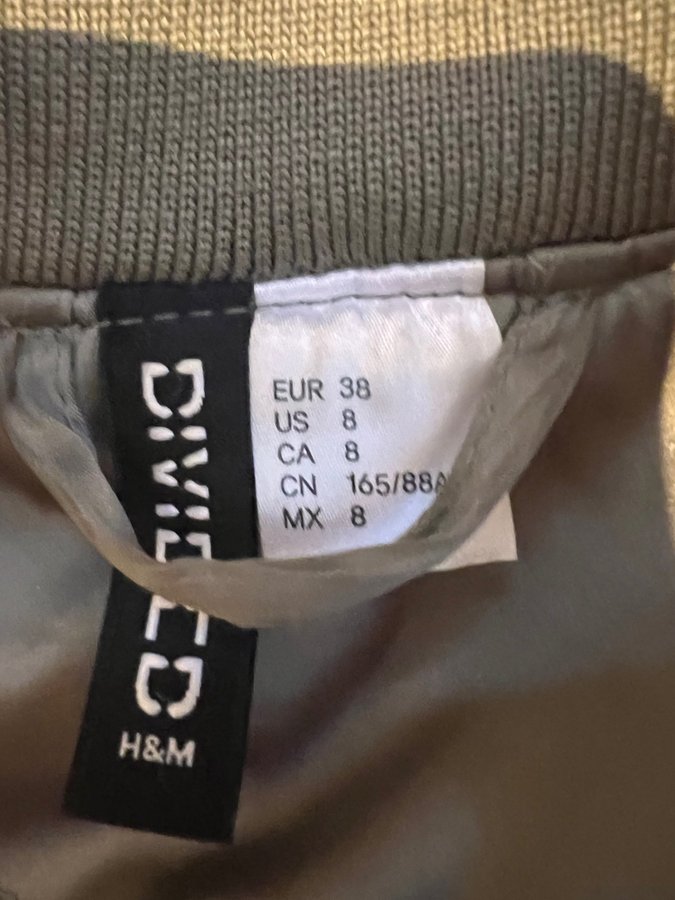 DIVIDED
H&M
EUR 38
US 8
CA 8
CN 165/88A
MX 8